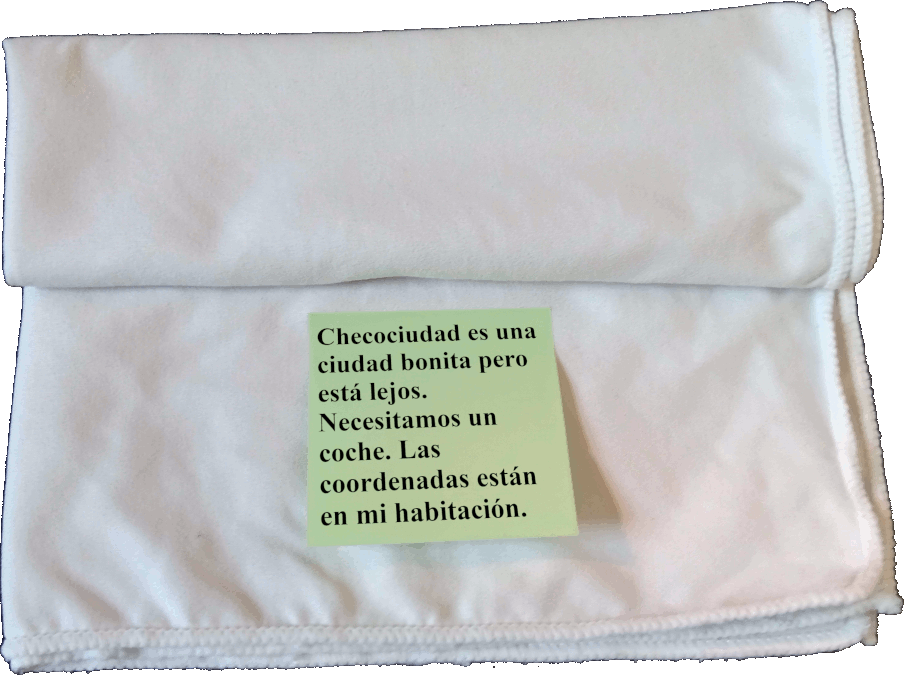 Checociudad es una
ciudad bonita pero
está lejos.
Necesitamos un
coche. Las
coordenadas están
en mi habitación.